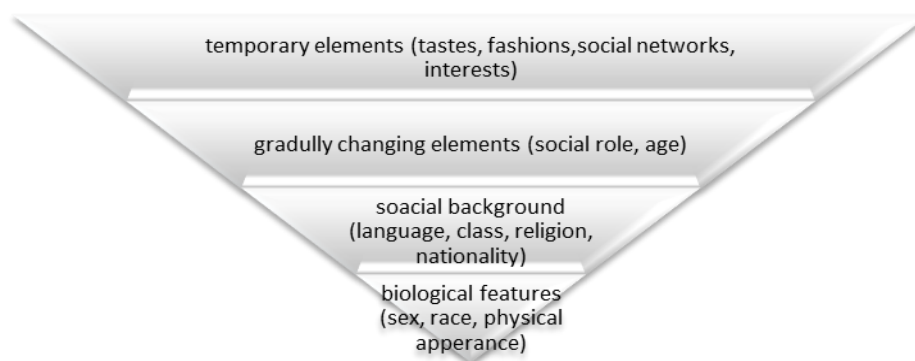 temporary elements (tastes, fashions,social networks,
interests)
gradully changing elements (social role, age)
soacial background
(language, class, religion,
nationality)
biological features
(sex, race, physical
apperance)